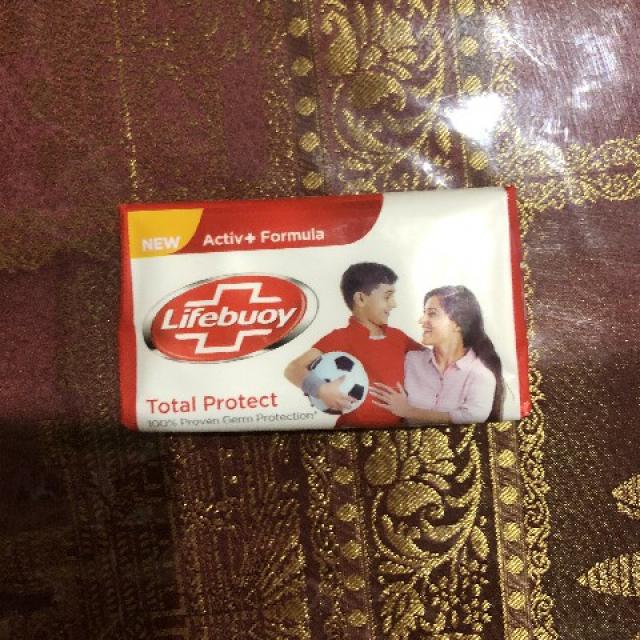 NEW
Activ+ Formula
Lifebuoy
Total Protect
100% Proven Germ Protection*